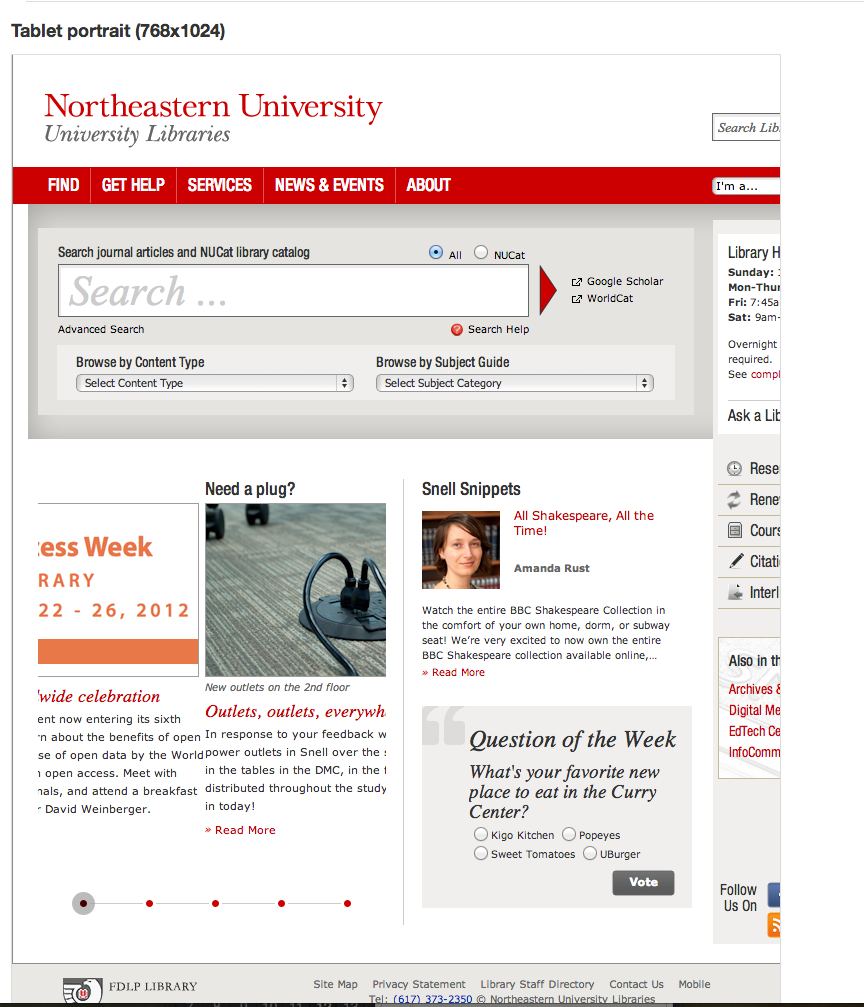 Tablet portrait (768x1024)
Northeastern University
University Libraries
Search Lib
FIND GET HELP SERVICES NEWS & EVENTS ABOUT
I'm a...
Search journal articles and NUCat library catalog
All NUCat
Search ...
Google Scholar
WorldCat
Advanced Search
? Search Help
Browse by Content Type
Select Content Type
Browse by Subject Guide
Select Subject Category
Library H
Sunday:
Mon-Thur
Fri: 7:45a
Sat: 9am-
Overnight
required.
See compl
Ask a Lib
Rese
Rene
Cours
Citati
Interl
Also in th
Archives &
Digital Me
EdTech Ce
InfoComm
Follow
Us On
cess Week
RARY
22 - 26, 2012
wide celebration
ent now entering its sixth
n about the benefits of open
se of open data by the World
open access. Meet with
nals, and attend a breakfast
r David Weinberger.
Need a plug?
New outlets on the 2nd floor
Outlets, outlets, everywh
In response to your feedback w
power outlets in Snell over the s
in the tables in the DMC, in the f
distributed throughout the study
in today!
» Read More
Snell Snippets
All Shakespeare, All the
Time!
Amanda Rust
Watch the entire BBC Shakespeare Collection in
the comfort of your own home, dorm, or subway
seat! We're very excited to now own the entire
BBC Shakespeare collection available online,...
» Read More
Question of the Week
What's your favorite new
place to eat in the Curry
Center?
Kigo Kitchen Popeyes
Sweet Tomatoes UBurger
Vote
FDLP LIBRARY
Site Map Privacy Statement Library Staff Directory Contact Us Mobile
Tel: (617) 373-2350 © Northeastern University Libraries